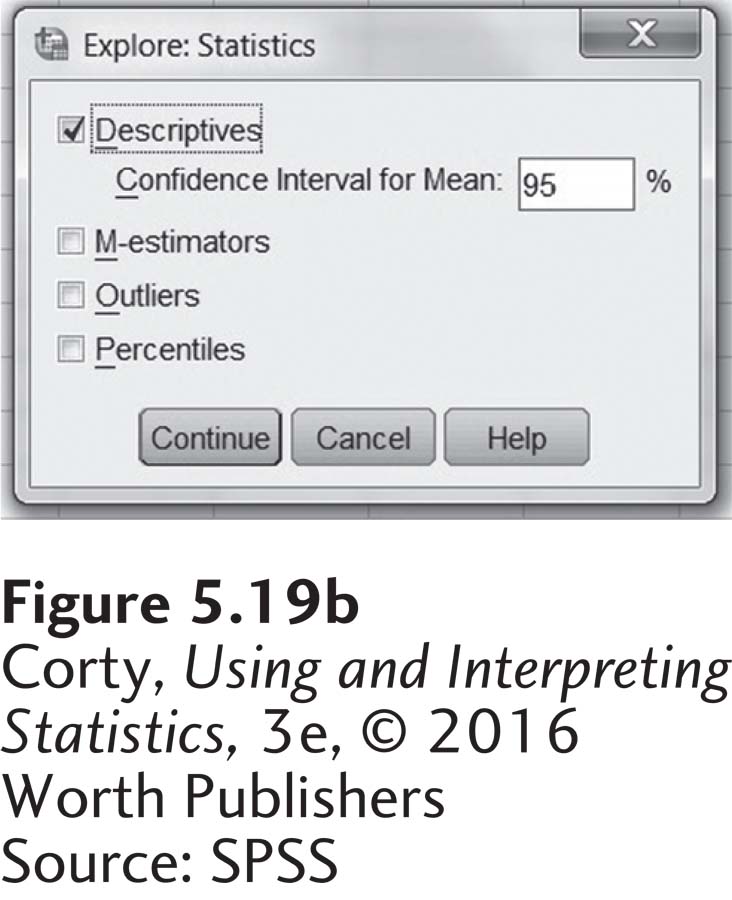 Explore: Statistics
Descriptives
Confidence Interval for Mean: 95 %
M-estimators
Outliers
Percentiles
Continue Cancel Help
Figure 5.19b
Corty, Using and Interpreting
Statistics, 3e, © 2016
Worth Publishers
Source: SPSS